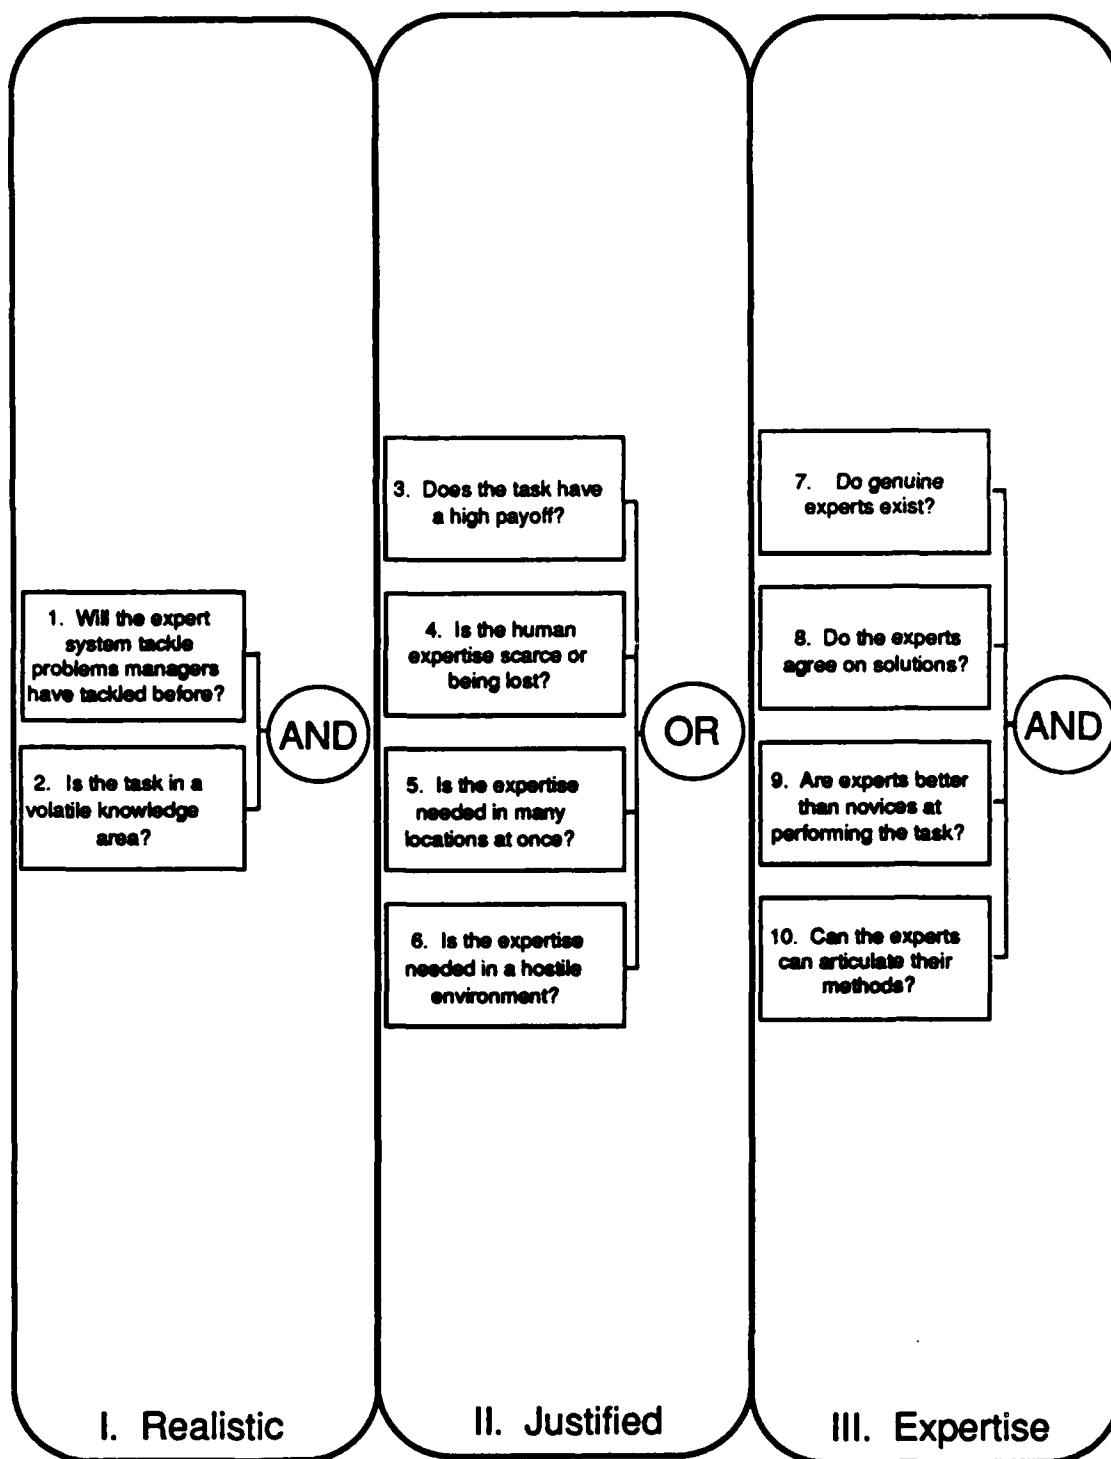 1. Will the expert
system tackle
problems managers
have tackled before?
2. Is the task in a
volatile knowledge
area?
AND
I. Realistic
3. Does the task have
a high payoff?
4. Is the human
expertise scarce or
being lost?
5. Is the expertise
needed in many
locations at once?
6. Is the expertise
needed in a hostile
environment?
OR
II. Justified
7. Do genuine
experts exist?
8. Do the experts
agree on solutions?
9. Are experts better
than novices at
performing the task?
10. Can the experts
can articulate their
methods?
AND
III. Expertise